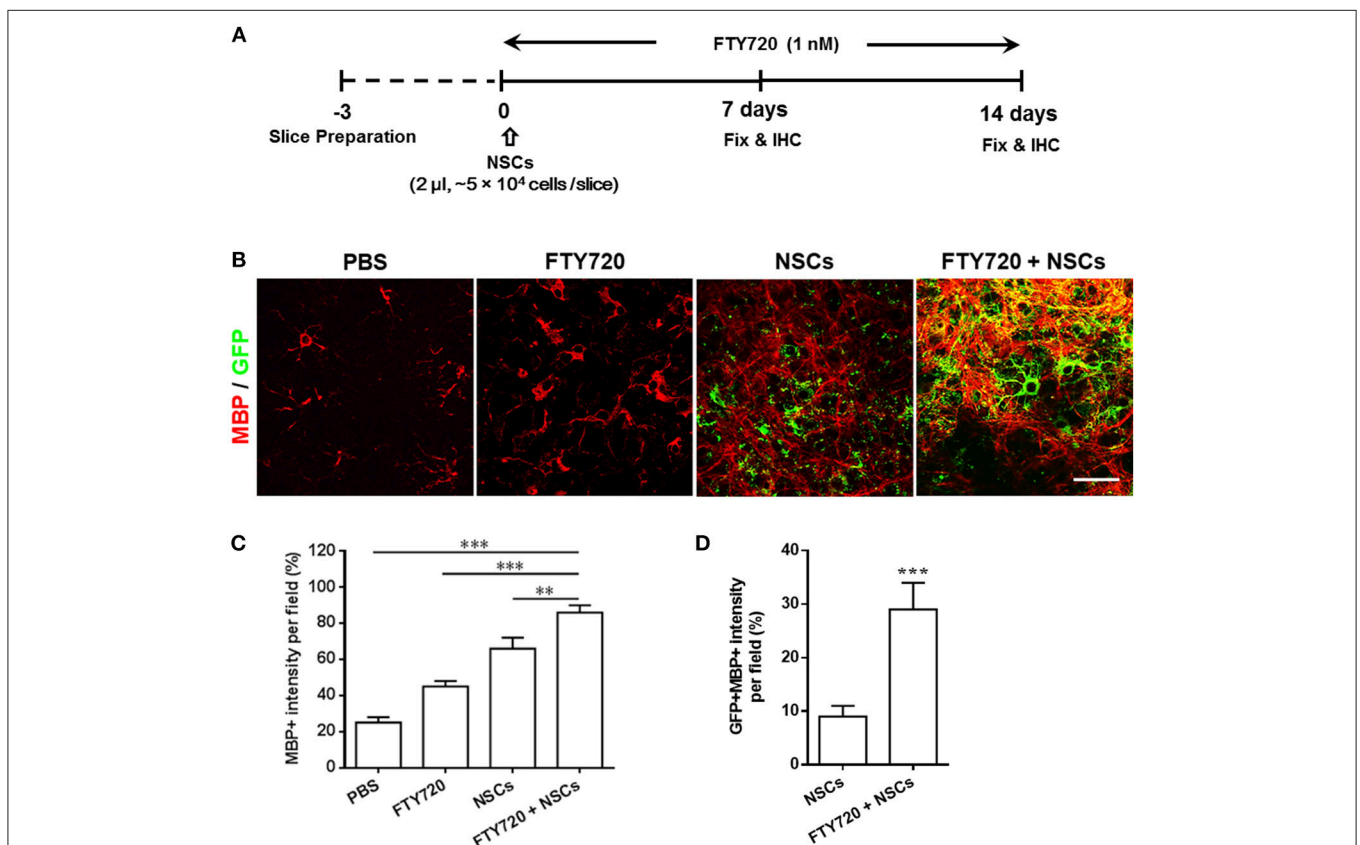 A
FTY720 (1 nM)
-3
0
7 days
14 days
Slice Preparation
Fix & IHC
Fix & IHC
NSCs
(2 µl, ~5 × 10⁴ cells/slice)
B
PBS
FTY720
NSCs
FTY720 + NSCs
MBP / GFP
C
MBP+ intensity per field (%)
120
100
80
60
40
20
0
***
***
**
PBS
FTY720
NSCs
FTY720 + NSCs
D
GFP+MBP+ intensity
per field (%)
40
30
20
10
0
***
NSCs
FTY720 + NSCs